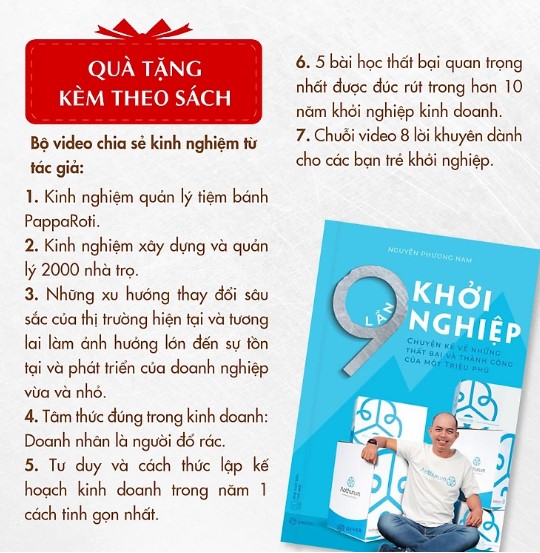 QUÀ TẶNG
KÈM THEO SÁCH
Bộ video chia sẻ kinh nghiệm từ
tác giả:
1. Kinh nghiệm quản lý tiệm bánh
PappaRoti.
2. Kinh nghiệm xây dựng và quản
lý 2000 nhà trọ.
3. Những xu hướng thay đổi sâu
sắc của thị trường hiện tại và tương
lai làm ảnh hưởng lớn đến sự tồn
tại và phát triển của doanh nghiệp
vừa và nhỏ.
4. Tâm thức đúng trong kinh doanh:
Doanh nhân là người đổ rác.
5. Tư duy và cách thức lập kế
hoạch kinh doanh trong năm 1
cách tinh gọn nhất.
6. 5 bài học thất bại quan trọng
nhất được đúc rút trong hơn 10
năm khởi nghiệp kinh doanh.
7. Chuỗi video 8 lời khuyên dành
cho các bạn trẻ khởi nghiệp.
NGUYỄN PHƯƠNG NAM
9 LẦN
KHỞI
NGHIỆP
CHUYỆN KỂ VỀ NHỮNG
THẤT BẠI VÀ THÀNH CÔNG
CỦA MỘT TRIỆU PHÚ